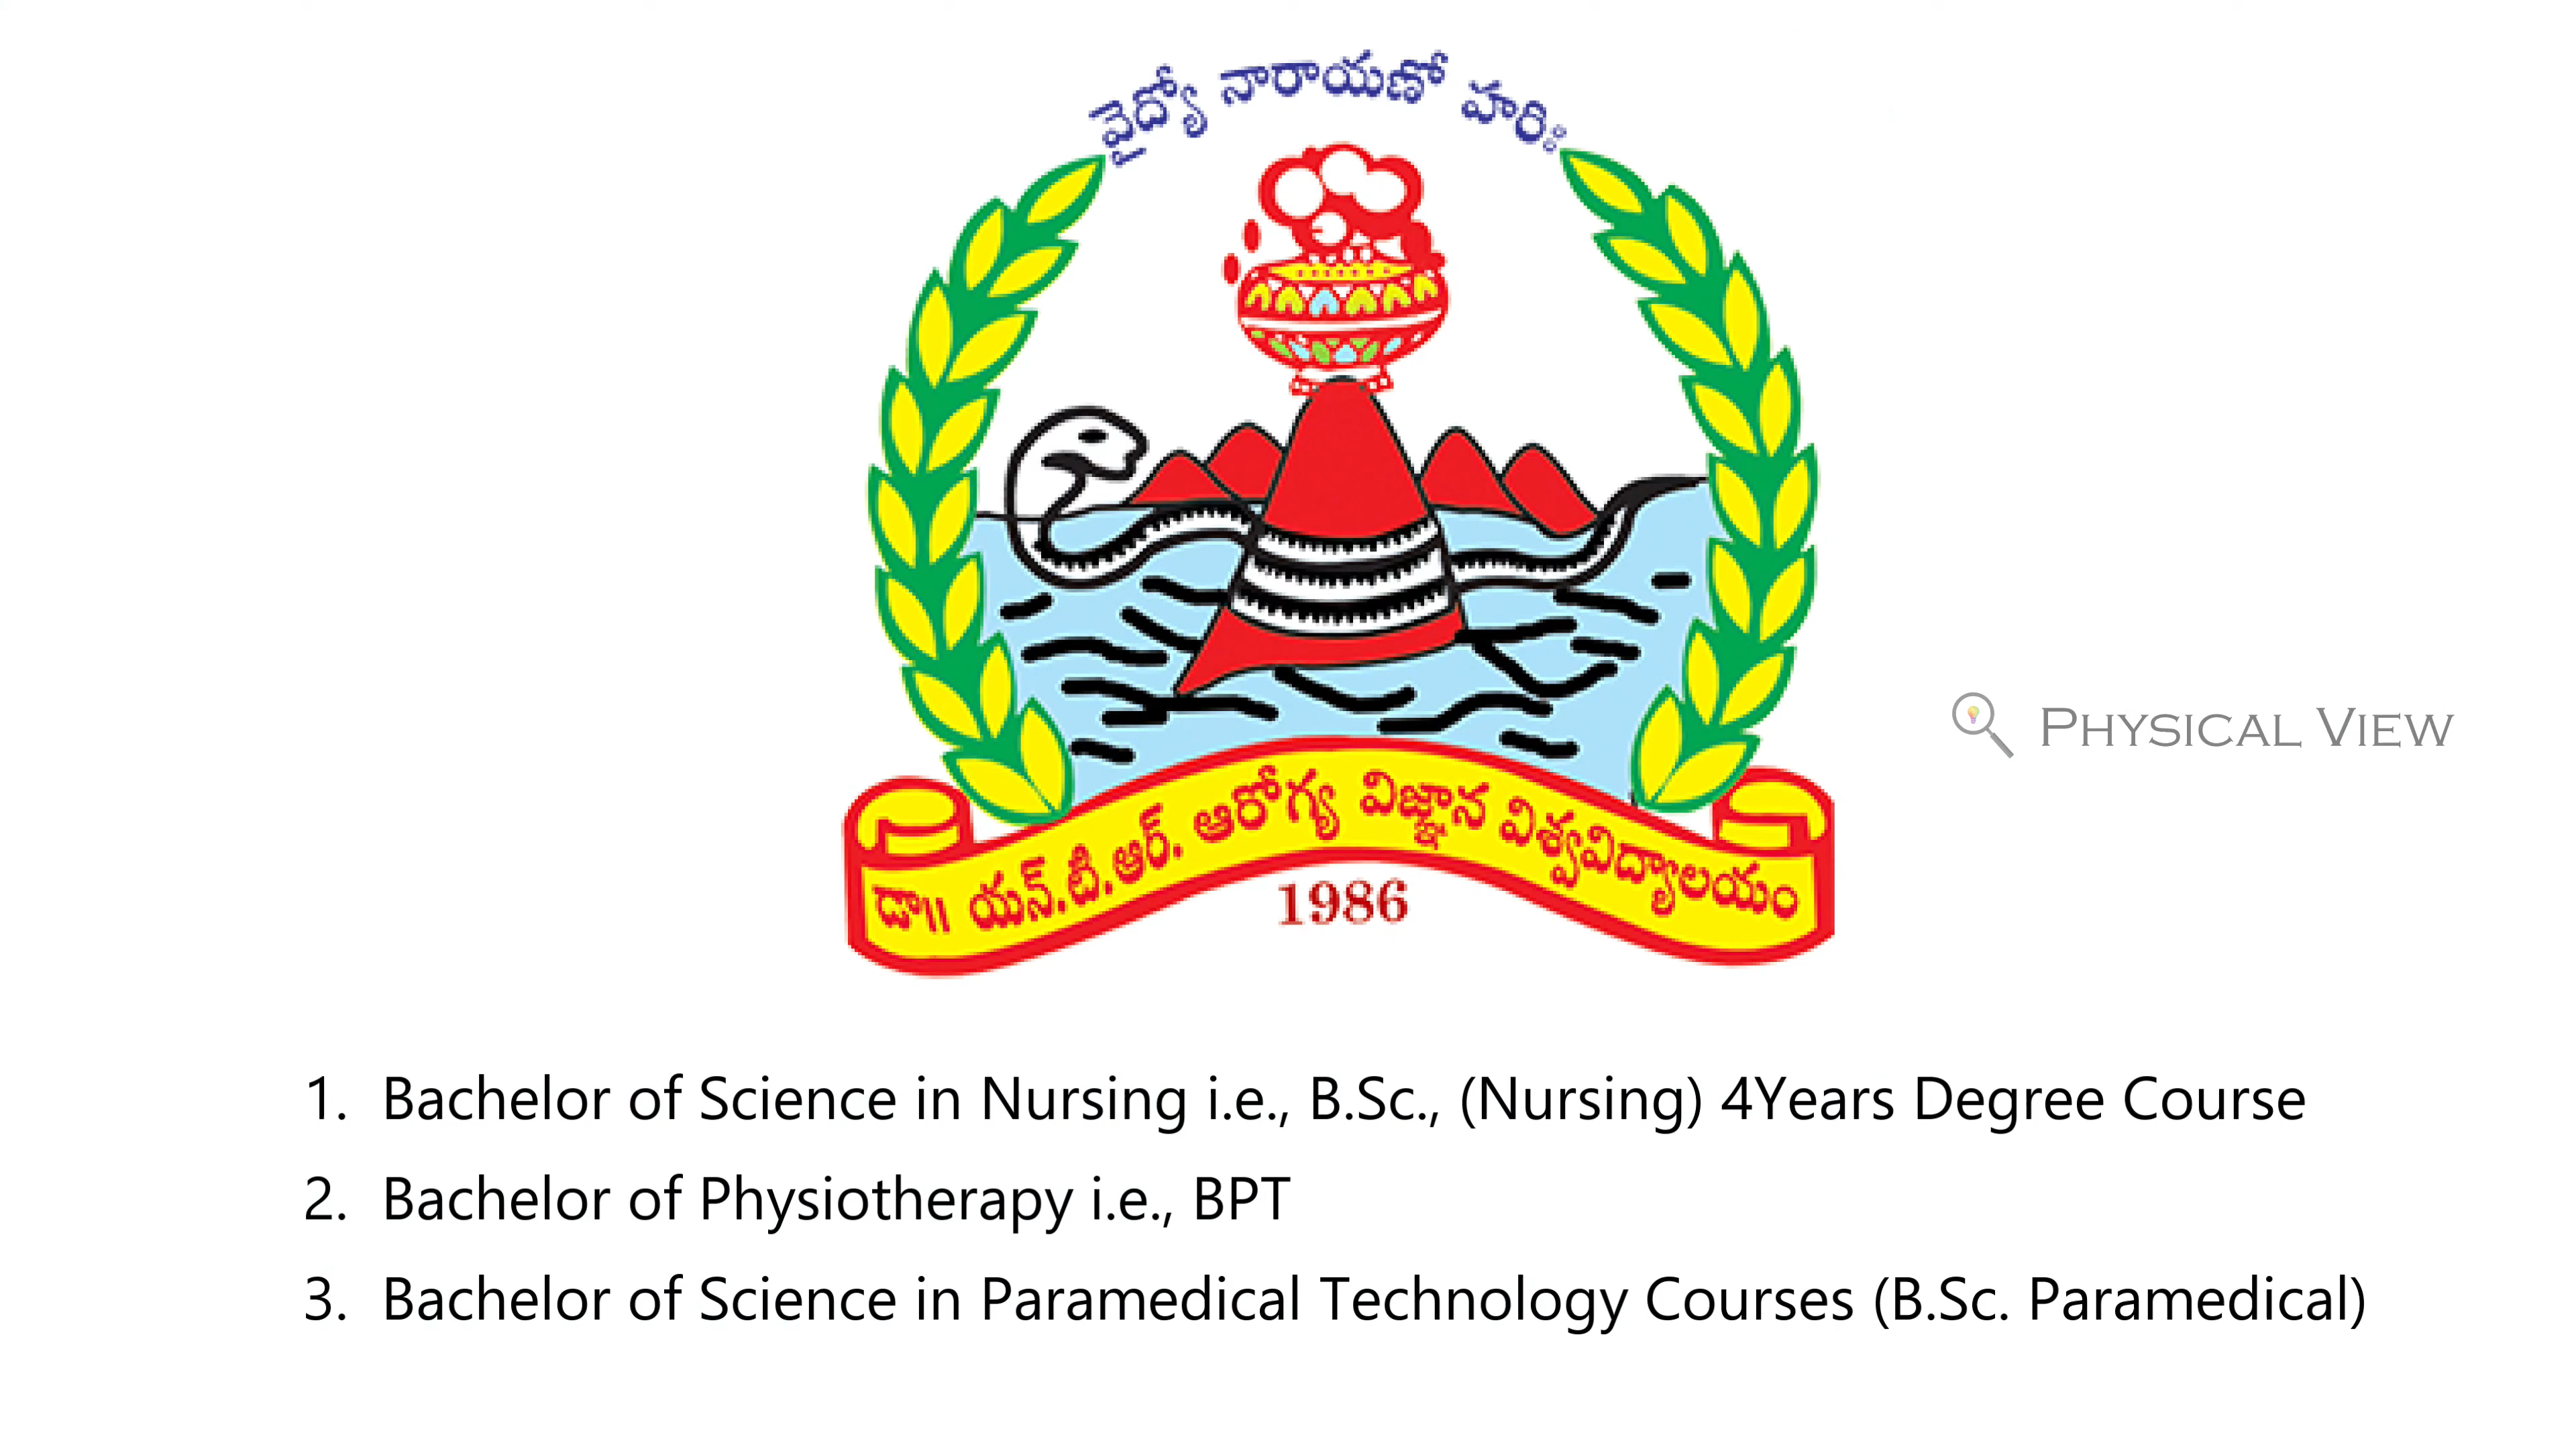 వైద్యో నారాయణో హరిః
డా॥ యన్.టి.ఆర్. ఆరోగ్య విజ్ఞాన విశ్వవిద్యాలయం
1986
PHYSICAL VIEW
1. Bachelor of Science in Nursing i.e., B.Sc., (Nursing) 4Years Degree Course
2. Bachelor of Physiotherapy i.e., BPT
3. Bachelor of Science in Paramedical Technology Courses (B.Sc. Paramedical)